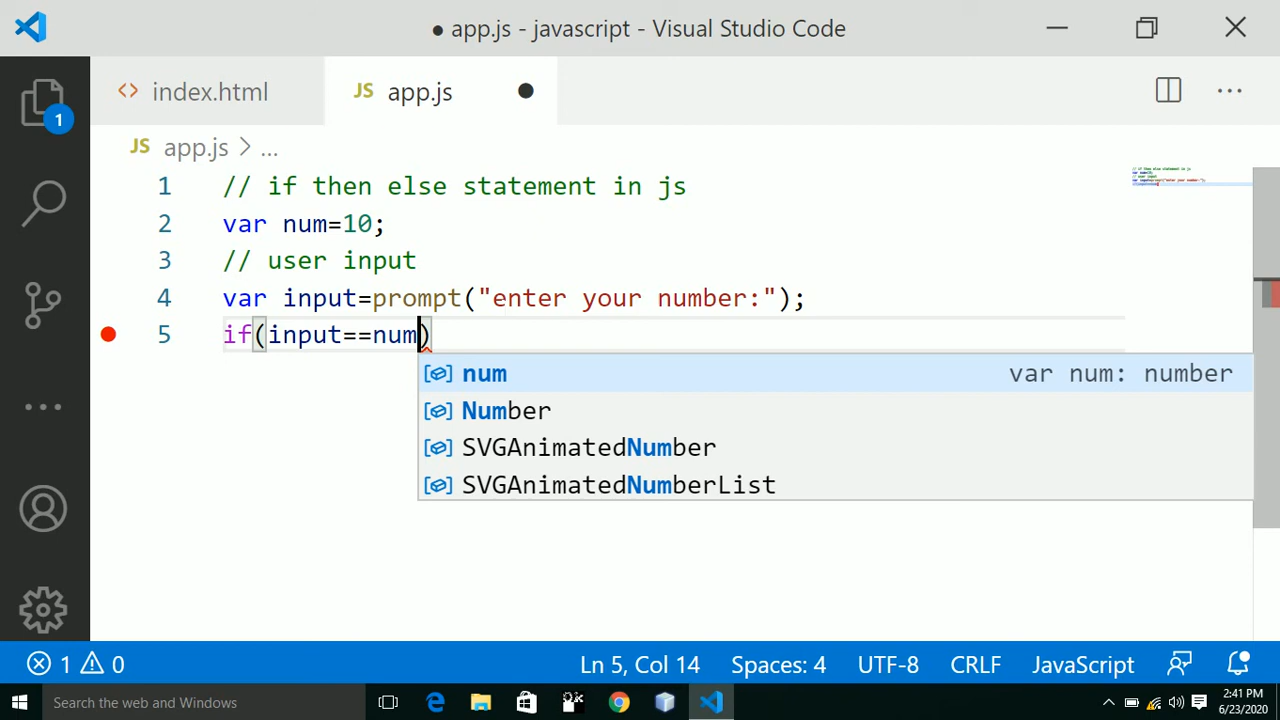 ● app.js - javascript - Visual Studio Code
<> index.html
JS app.js ●
1
JS app.js > ...
1 // if then else statement in js
2 var num=10;
3 // user input
4 var input=prompt("enter your number:");
5 if(input==num)
num var num: number
Number
SVGAnimatedNumber
SVGAnimatedNumberList
1 0 Ln 5, Col 14 Spaces: 4 UTF-8 CRLF JavaScript
Search the web and Windows
2:41 PM
6/23/2020